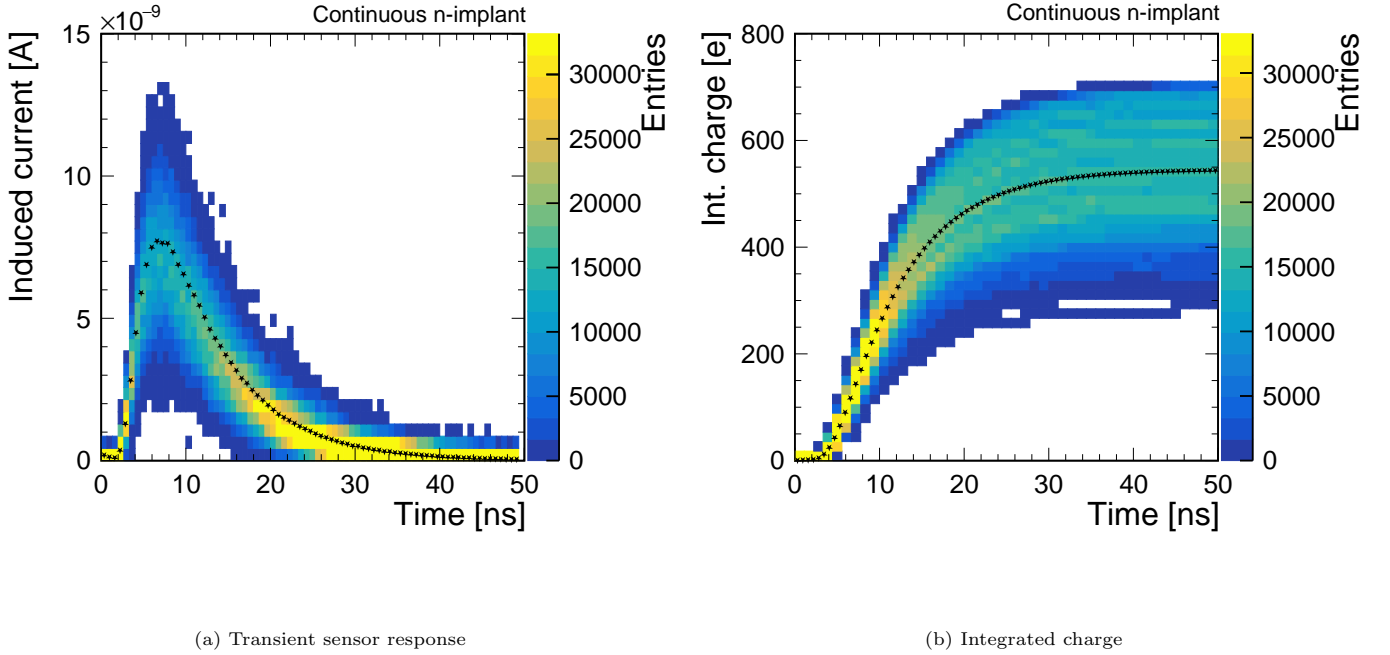 ×10⁻⁹
Continuous n-implant
Induced current [A]
15
10
5
0
0 10 20 30 40 50
Time [ns]
30000
25000
20000
15000
10000
5000
0
Entries
Continuous n-implant
Int. charge [e]
800
600
400
200
0
0 10 20 30 40 50
Time [ns]
30000
25000
20000
15000
10000
5000
0
Entries
(a) Transient sensor response
(b) Integrated charge